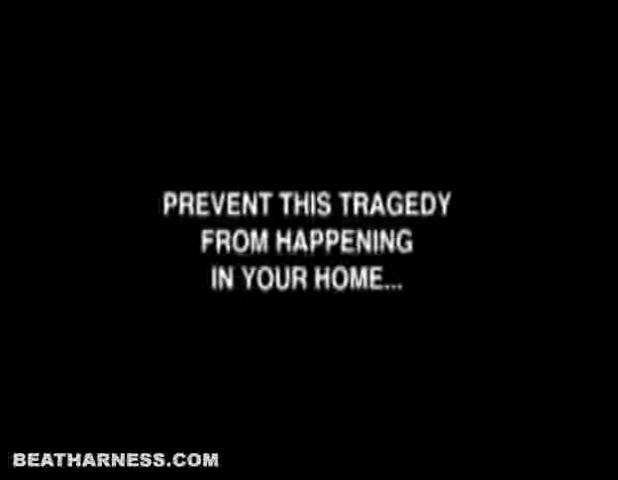 PREVENT THIS TRAGEDY
FROM HAPPENING
IN YOUR HOME...
BEATHARNESS.COM